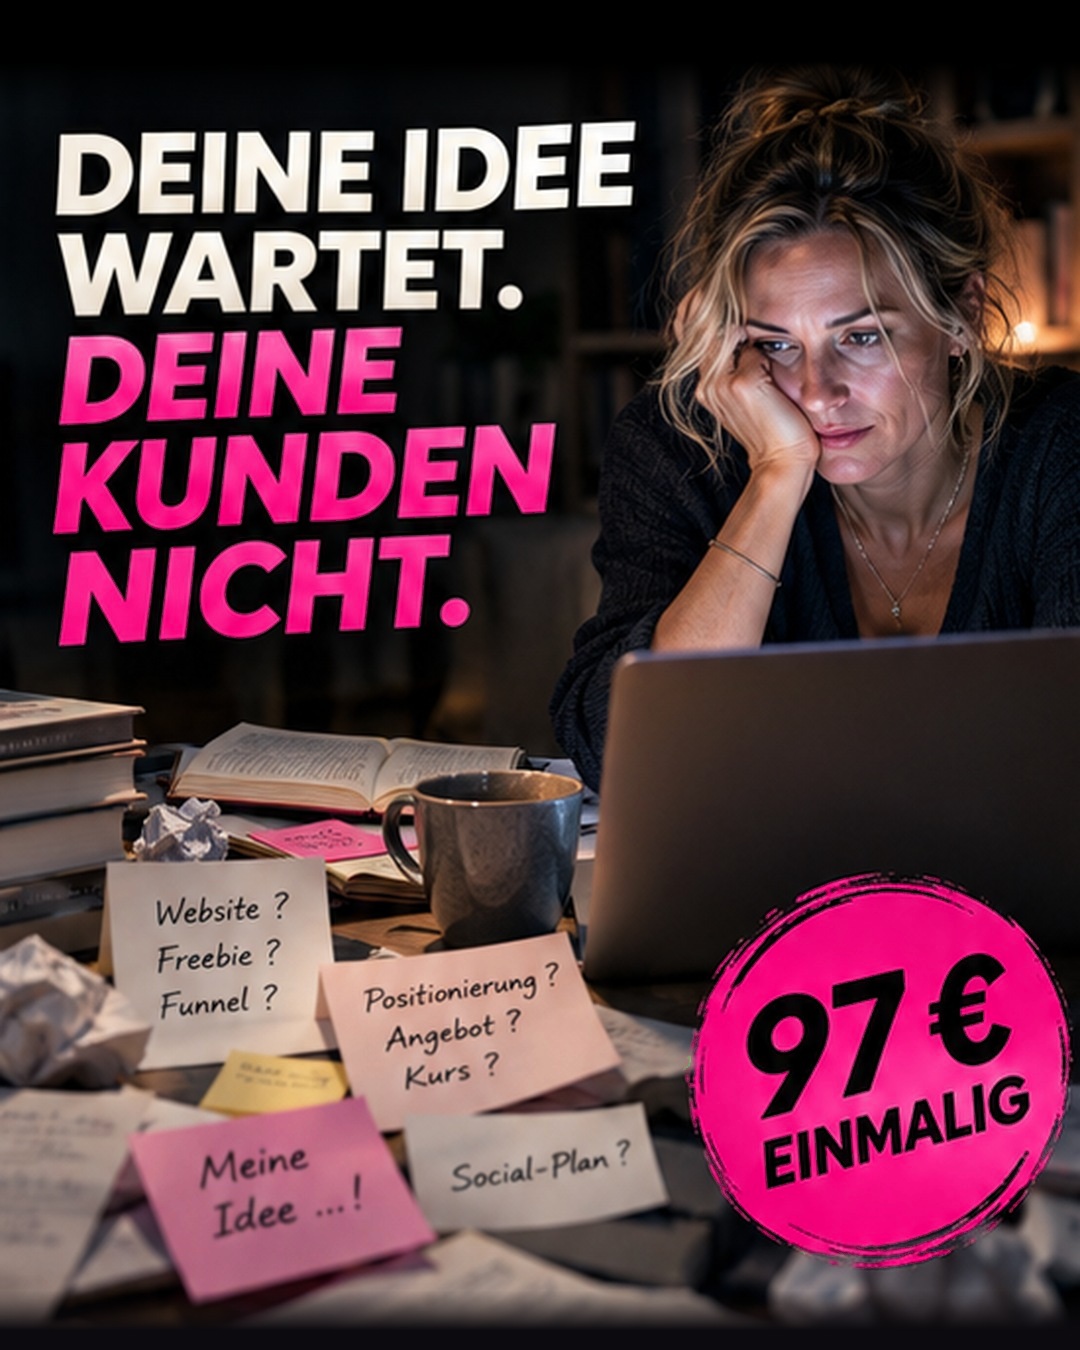 DEINE IDEE
WARTET.
DEINE
KUNDEN
NICHT.
Website ?
Freebie ?
Funnel ?
Positionierung ?
Angebot ?
Kurs ?
Meine
Idee ...!
Social-Plan ?
97 €
EINMALIG